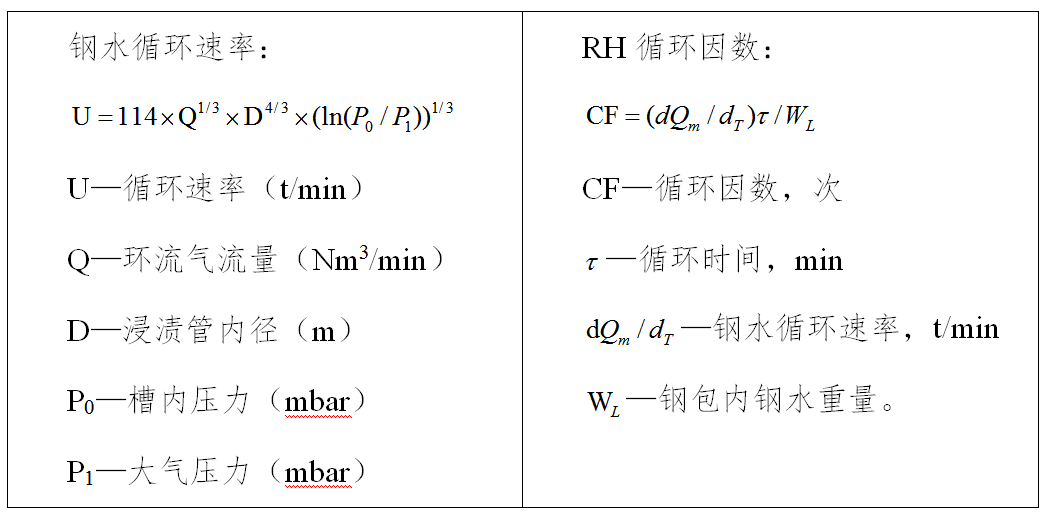 钢水循环速率：
U=114×Q^{1/3}×D^{4/3}×(ln(P_0/P_1))^{1/3}
U—循环速率（t/min）
Q—环流气流量（Nm³/min）
D—浸渍管内径（m）
P_0—槽内压力（mbar）
P_1—大气压力（mbar）
RH 循环因数：
CF=(dQ_m/d_T)τ/W_L
CF—循环因数，次
τ—循环时间，min
dQ_m/d_T—钢水循环速率，t/min
W_L—钢包内钢水重量。